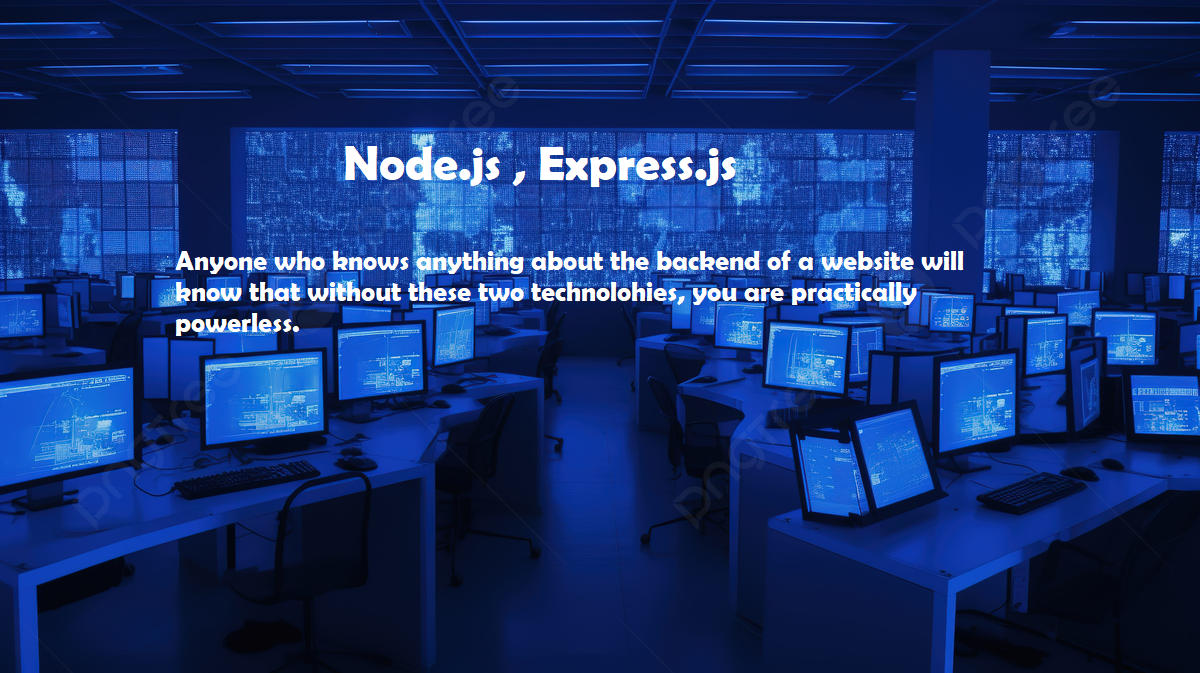 Node.js , Express.js
Anyone who knows anything about the backend of a website will
know that without these two technolohies, you are practically
powerless.